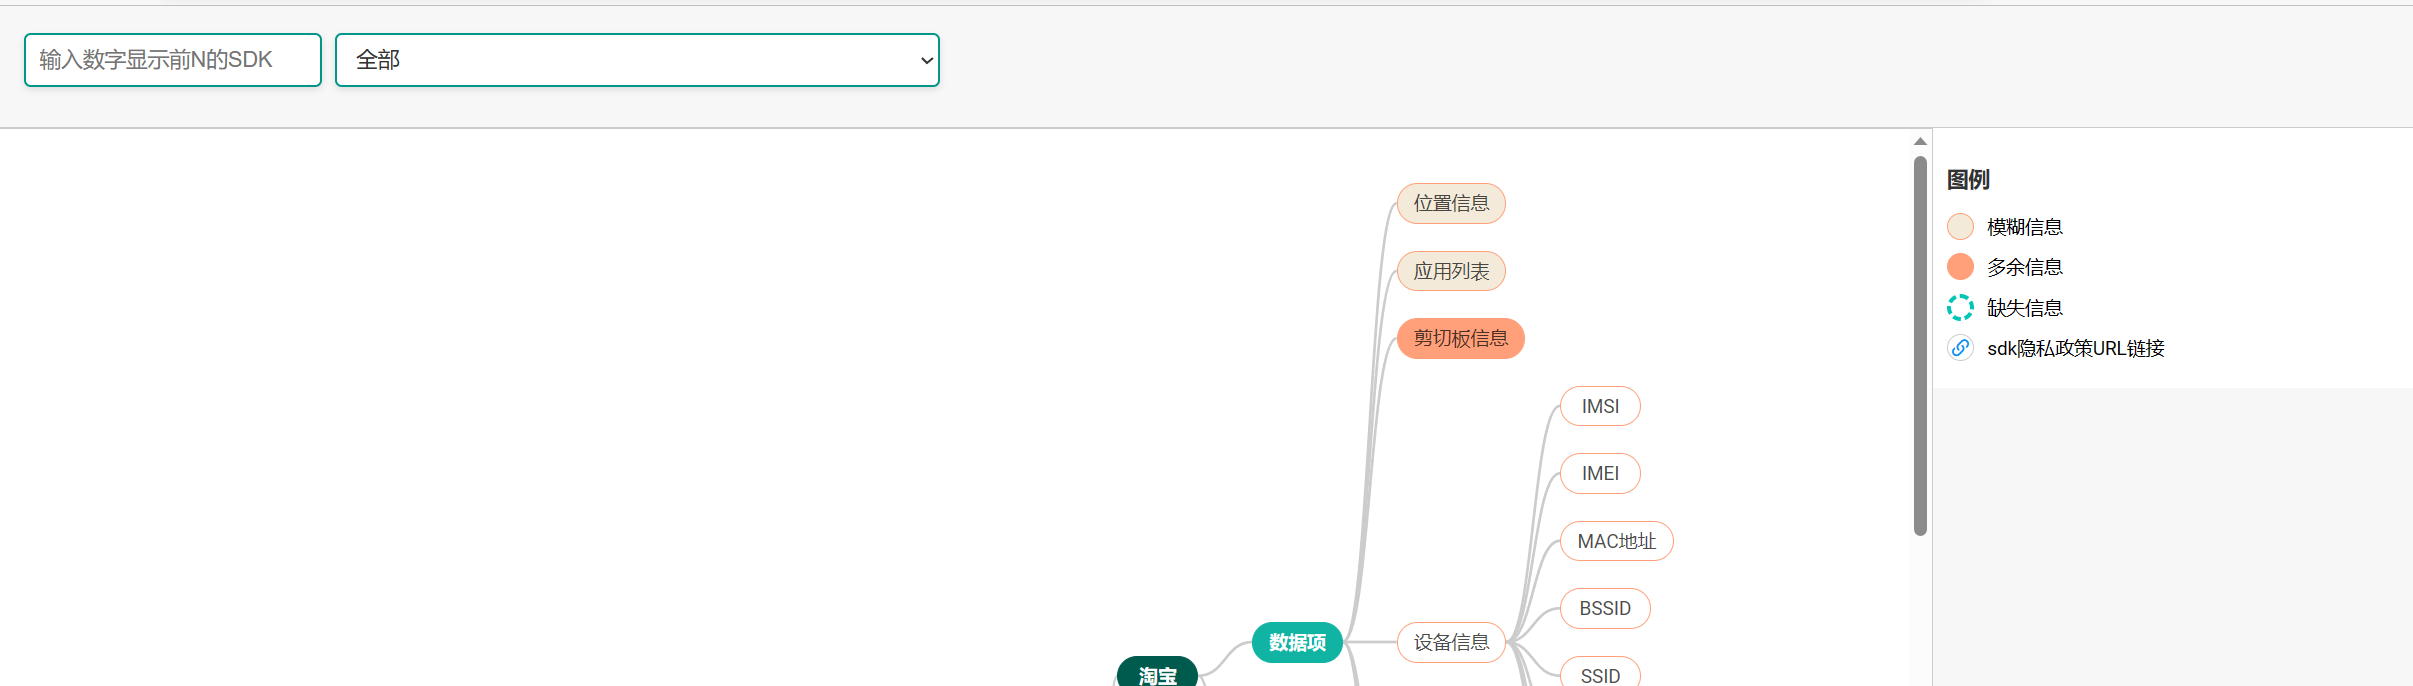 输入数字显示前N的SDK
全部
位置信息
应用列表
剪切板信息
IMSI
IMEI
MAC地址
BSSID
数据项
设备信息
淘宝
SSID
图例
模糊信息
多余信息
缺失信息
sdk隐私政策URL链接